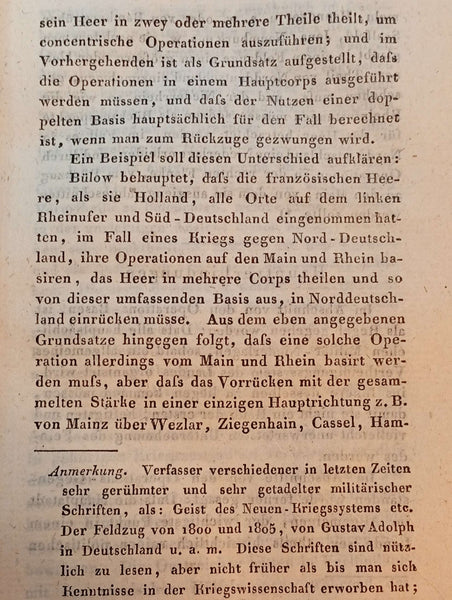 sein Heer in zwey oder mehrere Theile theilt, um
concentrische Operationen auszuführen; und im
Vorhergehenden ist als Grundsatz aufgestellt, daſs
die Operationen in einem Hauptcorps ausgeführt
werden müssen, und daſs der Nutzen einer dop-
pelten Basis hauptsächlich für den Fall berechnet
ist, wenn man zum Rückzuge gezwungen wird.
Ein Beispiel soll diesen Unterschied aufklären:
Bülow behauptet, daſs die französischen Hee-
re, als sie Holland, alle Orte auf dem linken
Rheinufer und Süd-Deutschland eingenommen hat-
ten, im Fall eines Kriegs gegen Nord-Deutsch-
land, ihre Operationen auf den Main und Rhein ba-
siren, das Heer in mehrere Corps theilen und so
von dieser umfassenden Basis aus, in Norddeutsch-
land einrücken müsse. Aus dem eben angegebenen
Grundsatze hingegen folgt, daſs eine solche Ope-
ration allerdings vom Main und Rhein basirt wer-
den muſs, aber daſs das Vorrücken mit der gesam-
melten Stärke in einer einzigen Hauptrichtung z. B.
von Mainz über Wezlar, Ziegenhain, Cassel, Ham-
Anmerkung. Verfasser verschiedener in letzten Zeiten
sehr gerühmter und sehr getadelter militärischer
Schriften, als: Geist des Neuen-Kriegssystems etc.
Der Feldzug von 1800 und 1805, von Gustav Adolph
in Deutschland u. a. m. Diese Schriften sind nütz-
lich zu lesen, aber nicht früher als bis man sich
Kenntnisse in der Kriegswissenschaft erworben hat;